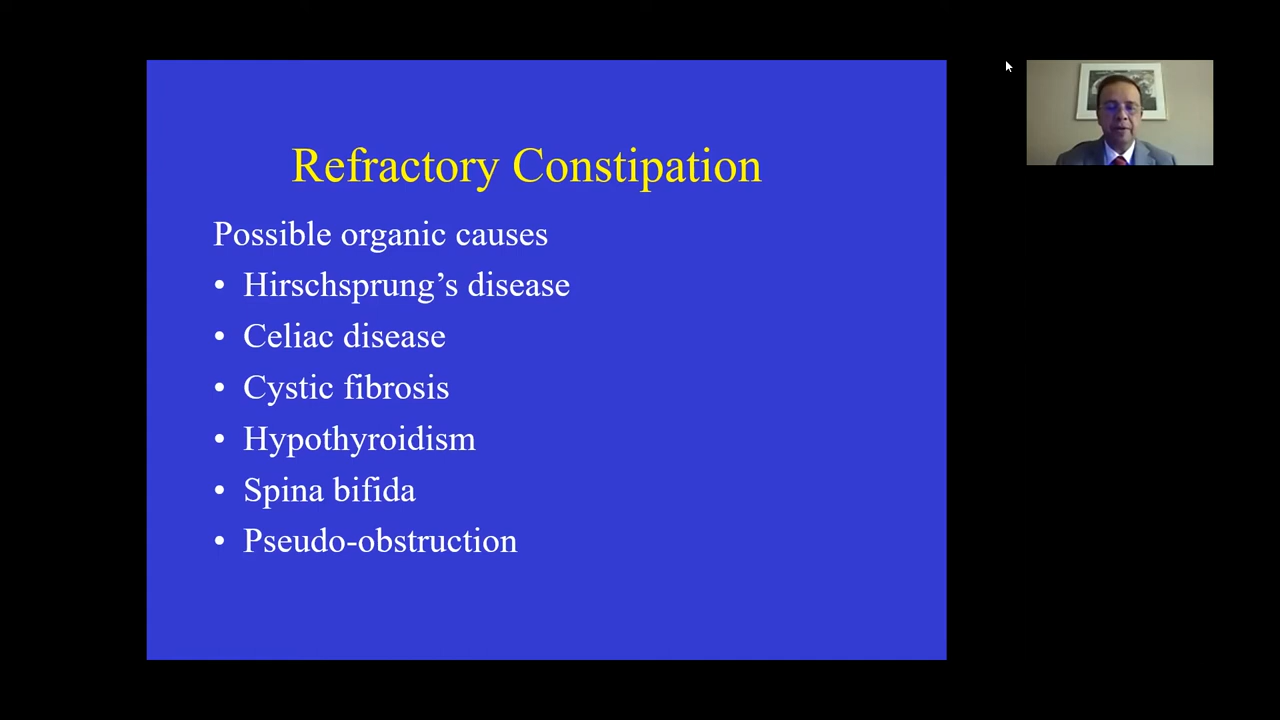 Refractory Constipation
Possible organic causes
• Hirschsprung’s disease
• Celiac disease
• Cystic fibrosis
• Hypothyroidism
• Spina bifida
• Pseudo-obstruction